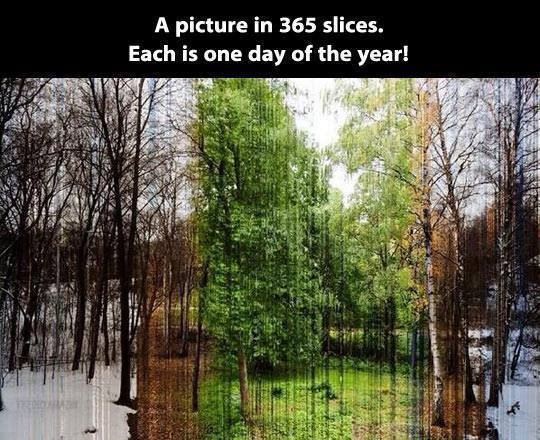 A picture in 365 slices.
Each is one day of the year!